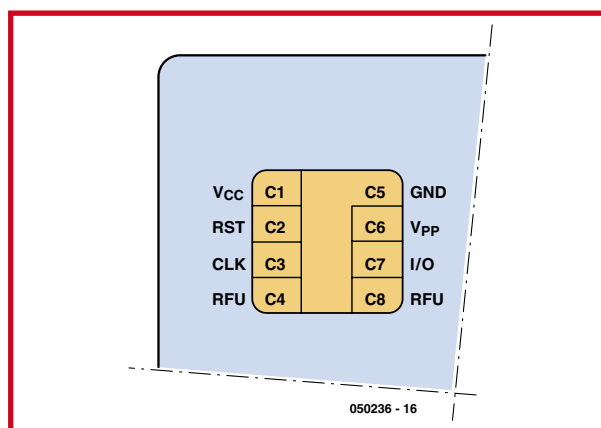 VCC C1 C5 GND
RST C2 C6 VPP
CLK C3 C7 I/O
RFU C4 C8 RFU
050236 - 16